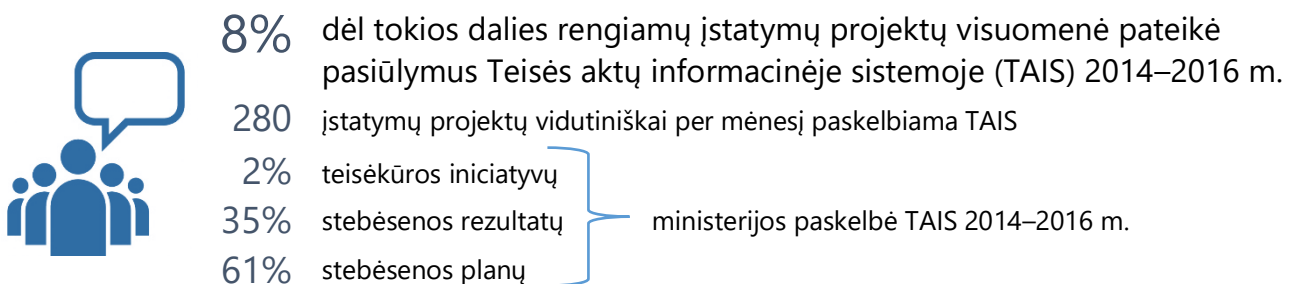 8% dėl tokios dalies rengiamų įstatymų projektų visuomenė pateikė
pasiūlymus Teisės aktų informacinėje sistemoje (TAIS) 2014–2016 m.
280 įstatymų projektų vidutiniškai per mėnesį paskelbiama TAIS
2% teisėkūros iniciatyvų
35% stebėsenos rezultatų ministerijos paskelbė TAIS 2014–2016 m.
61% stebėsenos planų